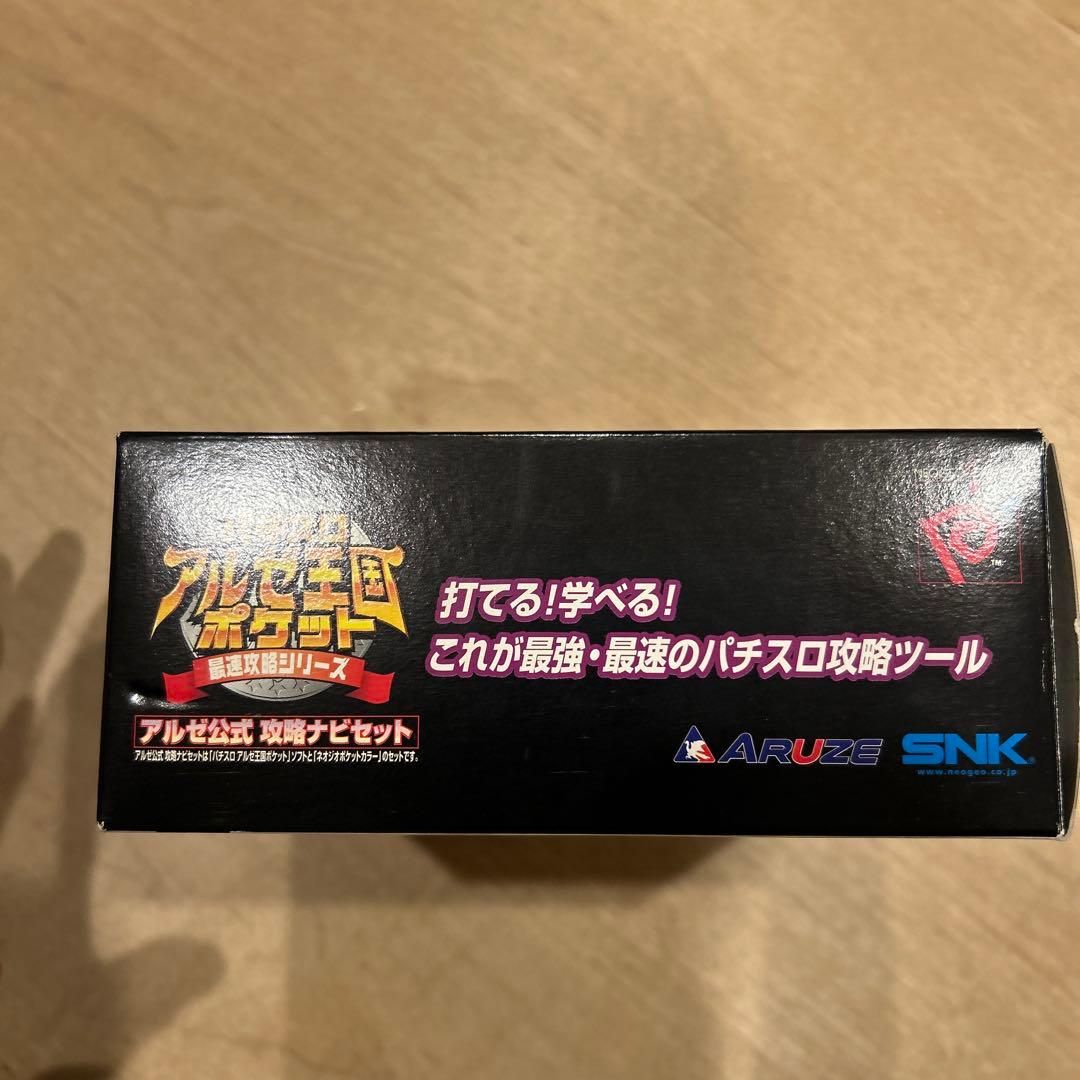 パチスロ
アルゼ王国
ポケット
最速攻略シリーズ
アルゼ公式 攻略ナビセット
アルゼ公式 攻略ナビセットは「パチスロ アルゼ王国ポケット」ソフトと「ネオジオポケットカラー」のセットです。
打てる!学べる!
これが最強・最速のパチスロ攻略ツール
ARUZE
SNK®
www.neogeo.co.jp
TM